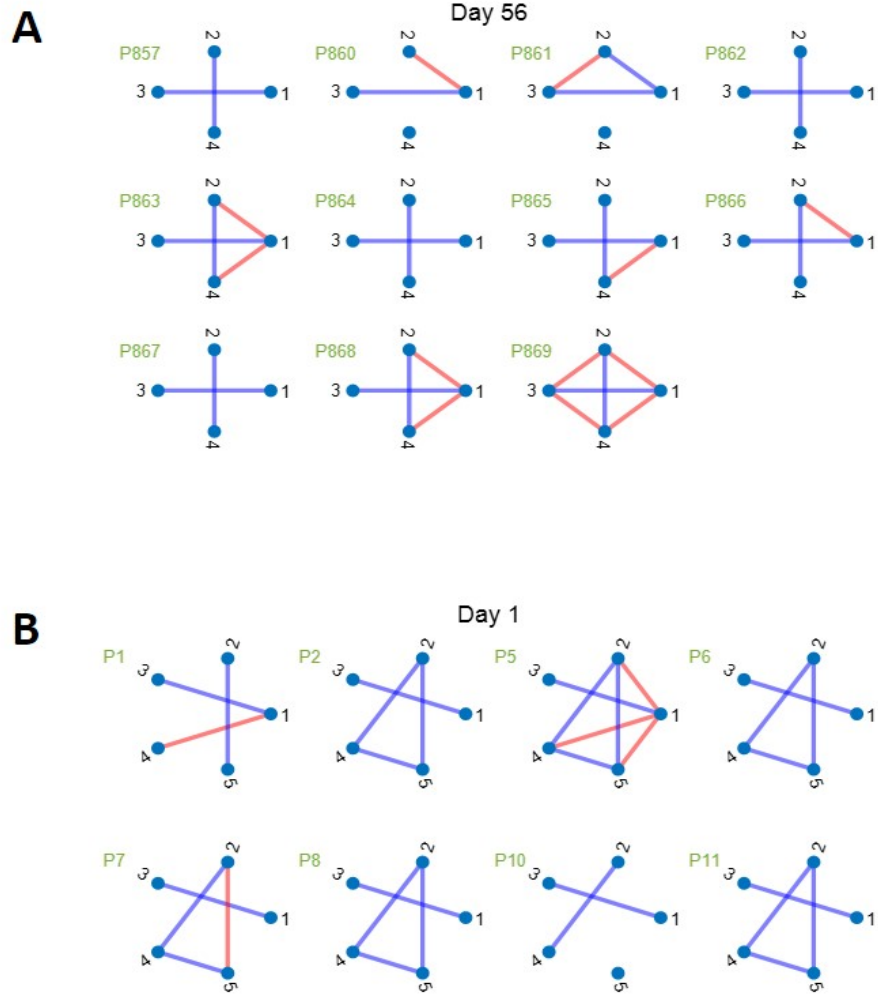 A
Day 56
P857 2 3 1 4
P860 2 3 1 4
P861 2 3 1 4
P862 2 3 1 4
P863 2 3 1 4
P864 2 3 1 4
P865 2 3 1 4
P866 2 3 1 4
P867 2 3 1 4
P868 2 3 1 4
P869 2 3 1 4
B
Day 1
P1 2 3 1 4 5
P2 2 3 1 4 5
P5 2 3 1 4 5
P6 2 3 1 4 5
P7 2 3 1 4 5
P8 2 3 1 4 5
P10 2 3 1 4 5
P11 2 3 1 4 5